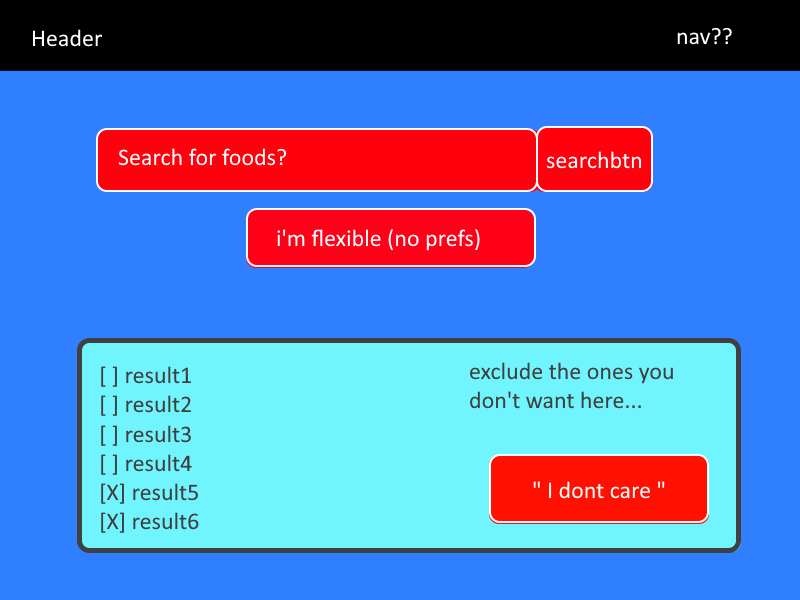 Header
nav??
Search for foods?
searchbtn
i'm flexible (no prefs)
[ ] result1
[ ] result2
[ ] result3
[ ] result4
[X] result5
[X] result6
exclude the ones you
don't want here...
" I dont care "